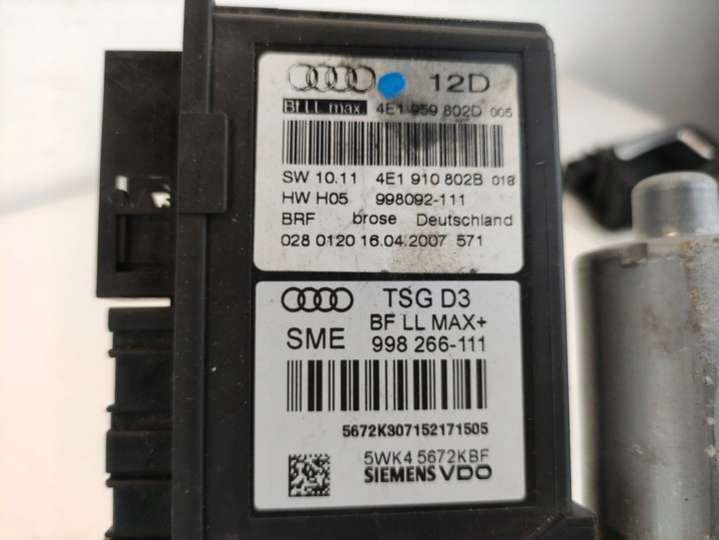 12D
Bf LL max. 4E1 959 802D 005
SW 10.11 4E1 910 802B 018
HW H05 998092-111
BRF brose Deutschland
028 0120 16.04.2007 571
TSG D3
SME BF LL MAX+
998 266-111
5672K307152171505
5WK4 5672KBF
SIEMENS VDO